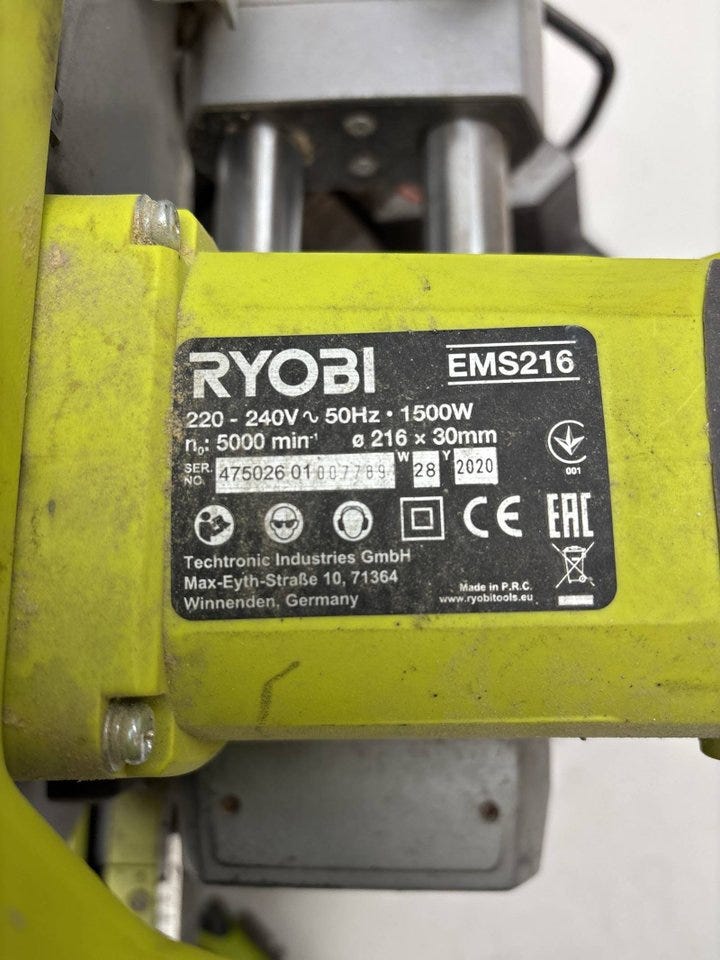 RYOBI EMS216
220 - 240V ~ 50Hz • 1500W
n₀: 5000 min⁻¹ ø 216 x 30mm
SER. NO. 475026 01 007789 W 28 Y 2020
001
CE EAC
Techtronic Industries GmbH
Max-Eyth-Straße 10, 71364
Winnenden, Germany
Made in P.R.C.
www.ryobitools.eu